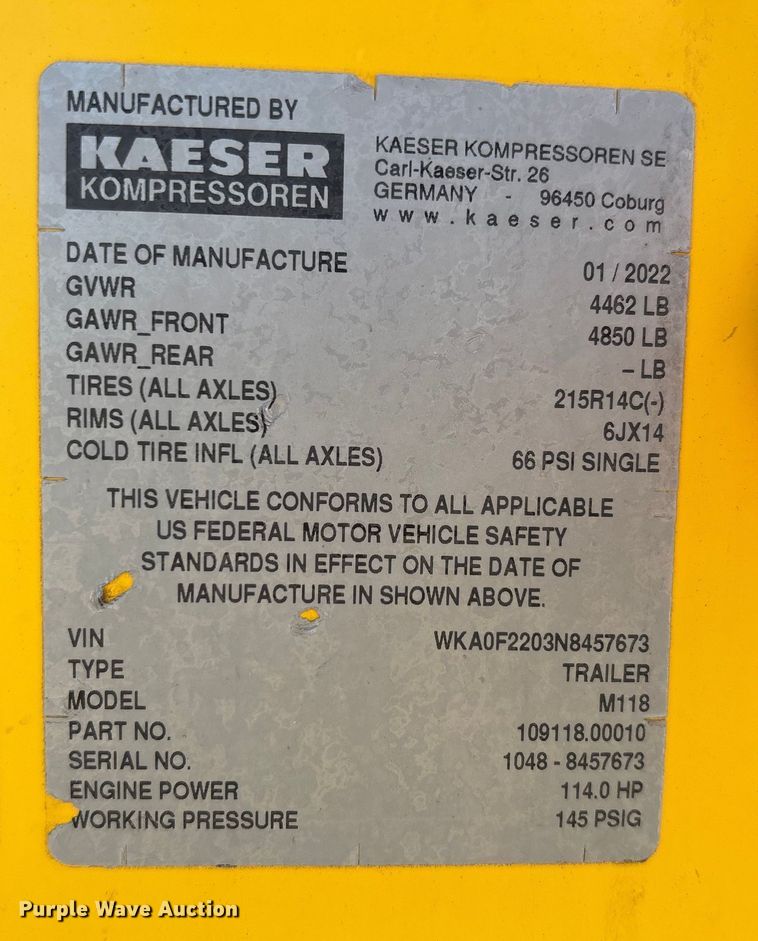 MANUFACTURED BY
KAESER
KOMPRESSOREN
KAESER KOMPRESSOREN SE
Carl-Kaeser-Str. 26
GERMANY - 96450 Coburg
www.kaeser.com
DATE OF MANUFACTURE 01 / 2022
GVWR 4462 LB
GAWR_FRONT 4850 LB
GAWR_REAR – LB
TIRES (ALL AXLES) 215R14C(-)
RIMS (ALL AXLES) 6JX14
COLD TIRE INFL (ALL AXLES) 66 PSI SINGLE
THIS VEHICLE CONFORMS TO ALL APPLICABLE
US FEDERAL MOTOR VEHICLE SAFETY
STANDARDS IN EFFECT ON THE DATE OF
MANUFACTURE IN SHOWN ABOVE.
VIN WKA0F2203N8457673
TYPE TRAILER
MODEL M118
PART NO. 109118.00010
SERIAL NO. 1048 - 8457673
ENGINE POWER 114.0 HP
WORKING PRESSURE 145 PSIG
Purple Wave Auction